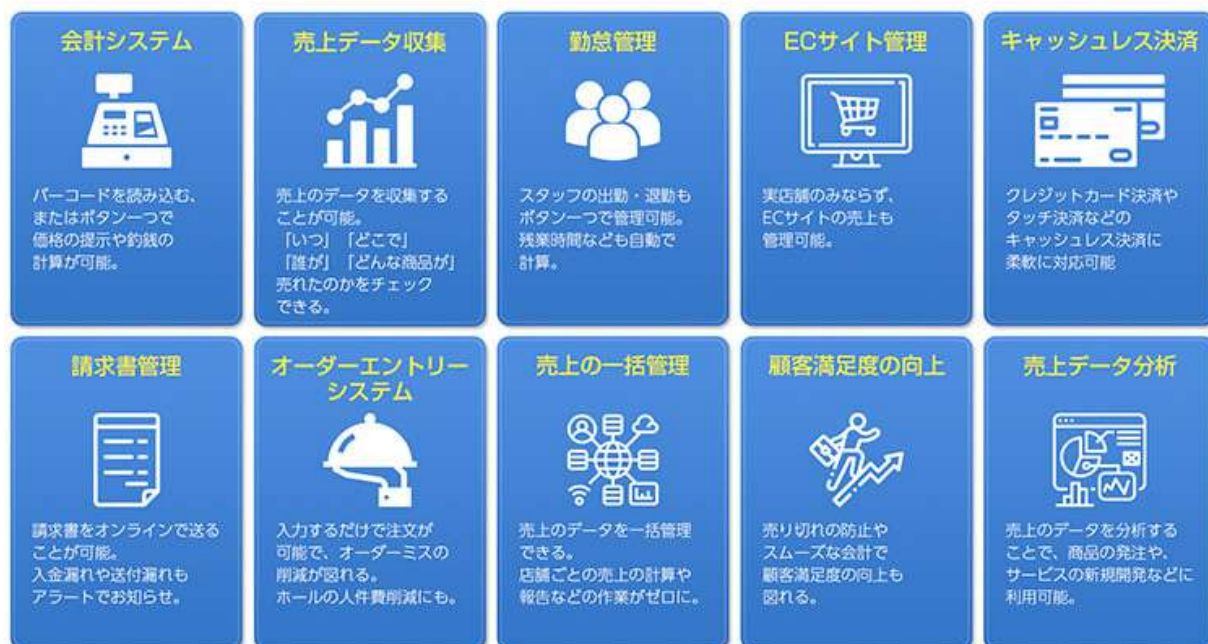 会計システム
バーコードを読み込む、
またはボタン一つで
価格の提示や釣銭の
計算が可能。
売上データ収集
売上のデータを収集する
ことが可能。
「いつ」「どこで」
「誰が」「どんな商品が」
売れたのかをチェック
できる。
勤怠管理
スタッフの出勤・退勤も
ボタン一つで管理可能。
残業時間なども自動で
計算。
ECサイト管理
実店舗のみならず、
ECサイトの売上も
管理可能。
キャッシュレス決済
クレジットカード決済や
タッチ決済などの
キャッシュレス決済に
柔軟に対応可能
請求書管理
請求書をオンラインで送る
ことが可能。
入金漏れや送付漏れも
アラートでお知らせ。
オーダーエントリー
システム
入力するだけで注文が
可能で、オーダーミスの
削減が図れる。
ホールの人件費削減にも。
売上の一括管理
売上のデータを一括管理
できる。
店舗ごとの売上の計算や
報告などの作業がゼロに。
顧客満足度の向上
売り切れの防止や
スムーズな会計で
顧客満足度の向上も
図れる。
売上データ分析
売上のデータを分析する
ことで、商品の発注や、
サービスの新規開発などに
利用可能。